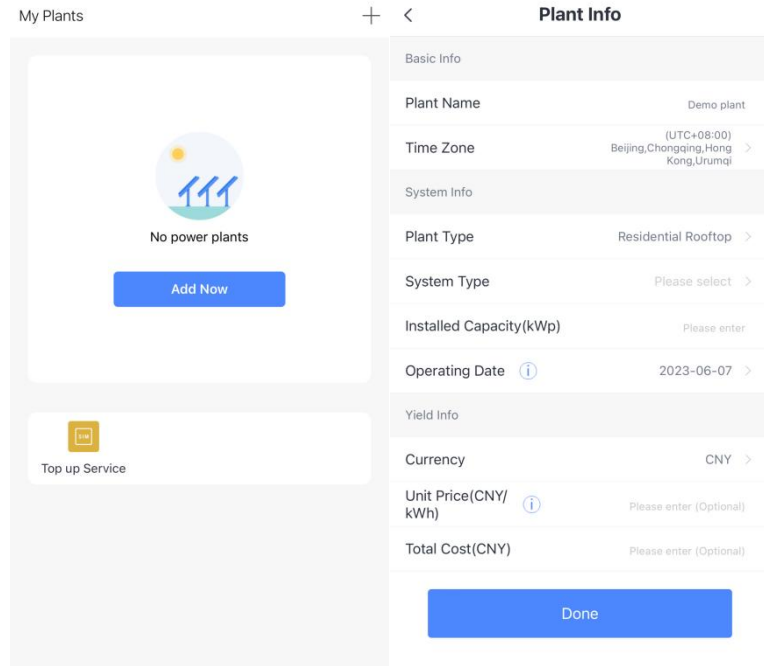 My Plants
No power plants
Add Now
SIM
Top up Service
Plant Info
Basic Info
Plant Name Demo plant
Time Zone (UTC+08:00)
Beijing,Chongqing,Hong
Kong,Urumqi
System Info
Plant Type Residential Rooftop
System Type Please select
Installed Capacity(kWp) Please enter
Operating Date i 2023-06-07
Yield Info
Currency CNY
Unit Price(CNY/
kWh) i Please enter (Optional)
Total Cost(CNY) Please enter (Optional)
Done